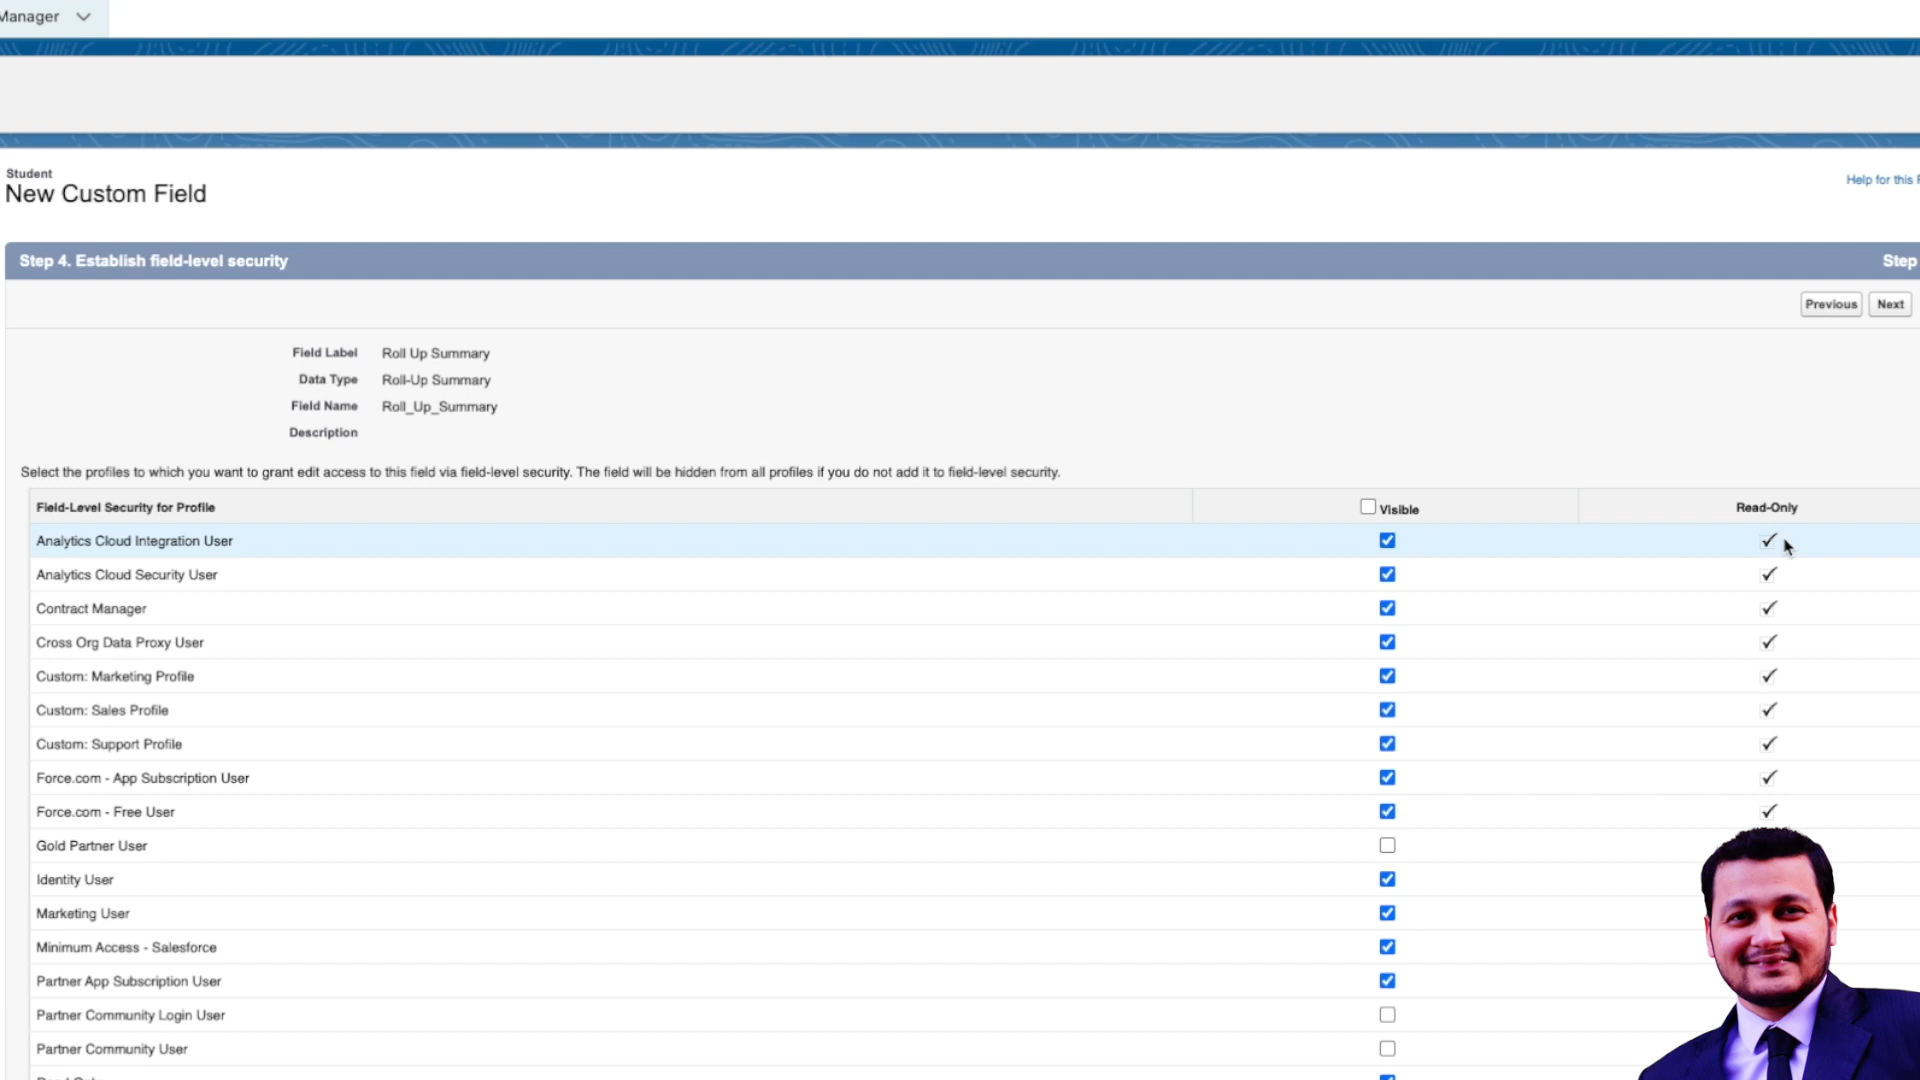 Manager
Student
New Custom Field
Help for this
Step 4. Establish field-level security
Step
Previous
Next
Field Label Roll Up Summary
Data Type Roll-Up Summary
Field Name Roll_Up_Summary
Description
Select the profiles to which you want to grant edit access to this field via field-level security. The field will be hidden from all profiles if you do not add it to field-level security.
Field-Level Security for Profile Visible Read-Only
Analytics Cloud Integration User
Analytics Cloud Security User
Contract Manager
Cross Org Data Proxy User
Custom: Marketing Profile
Custom: Sales Profile
Custom: Support Profile
Force.com - App Subscription User
Force.com - Free User
Gold Partner User
Identity User
Marketing User
Minimum Access - Salesforce
Partner App Subscription User
Partner Community Login User
Partner Community User